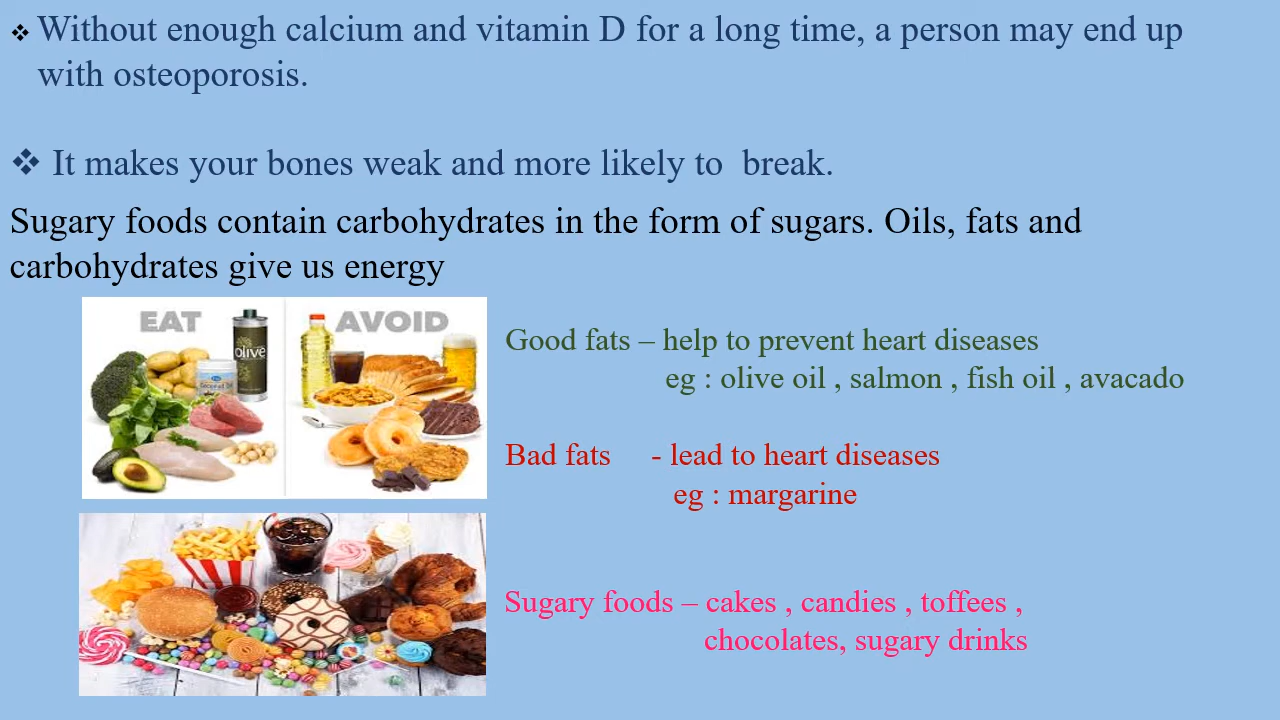 ❖ Without enough calcium and vitamin D for a long time, a person may end up
with osteoporosis.
❖ It makes your bones weak and more likely to break.
Sugary foods contain carbohydrates in the form of sugars. Oils, fats and
carbohydrates give us energy
EAT
AVOID
olive
Good fats – help to prevent heart diseases
eg : olive oil , salmon , fish oil , avacado
Bad fats - lead to heart diseases
eg : margarine
Sugary foods – cakes , candies , toffees ,
chocolates, sugary drinks